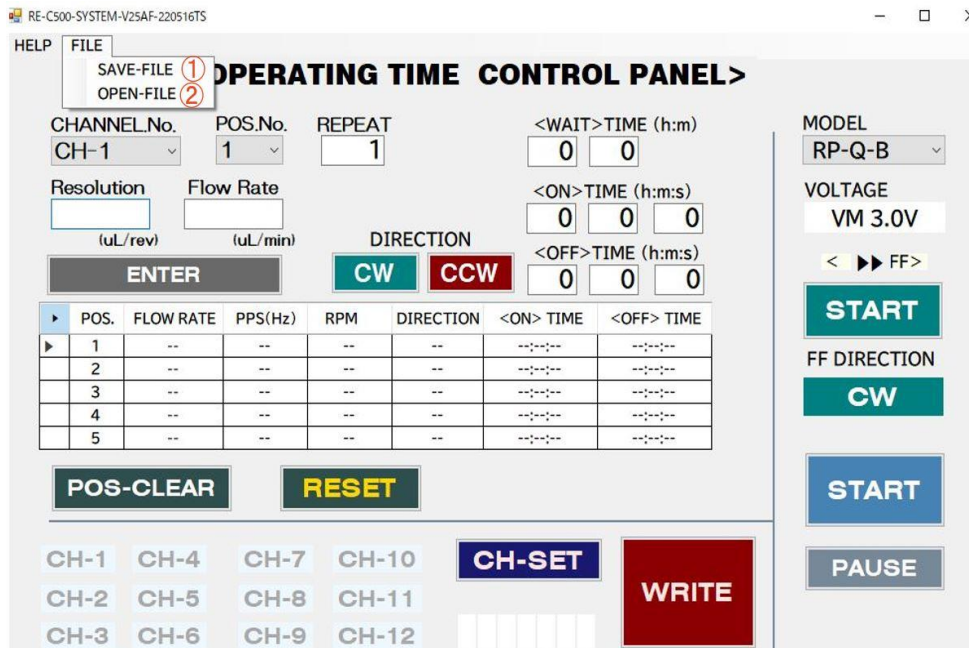 RE-C500-SYSTEM-V25AF-220516TS
HELP FILE
SAVE-FILE ①
OPEN-FILE ②
OPERATING TIME CONTROL PANEL>
CHANNEL.No. POS.No. REPEAT <WAIT>TIME (h:m)
CH-1 1 1 0 0
Resolution Flow Rate <ON>TIME (h:m:s)
0 0 0
(uL/rev) (uL/min) DIRECTION <OFF>TIME (h:m:s)
ENTER CW CCW 0 0 0
POS. FLOW RATE PPS(Hz) RPM DIRECTION <ON> TIME <OFF> TIME
1 -- -- -- -- --:--:-- --:--:--
2 -- -- -- -- --:--:-- --:--:--
3 -- -- -- -- --:--:-- --:--:--
4 -- -- -- -- --:--:-- --:--:--
5 -- -- -- -- --:--:-- --:--:--
POS-CLEAR RESET
CH-1 CH-4 CH-7 CH-10 CH-SET
CH-2 CH-5 CH-8 CH-11 WRITE
CH-3 CH-6 CH-9 CH-12
MODEL
RP-Q-B
VOLTAGE
VM 3.0V
< ▶▶ FF>
START
FF DIRECTION
CW
START
PAUSE